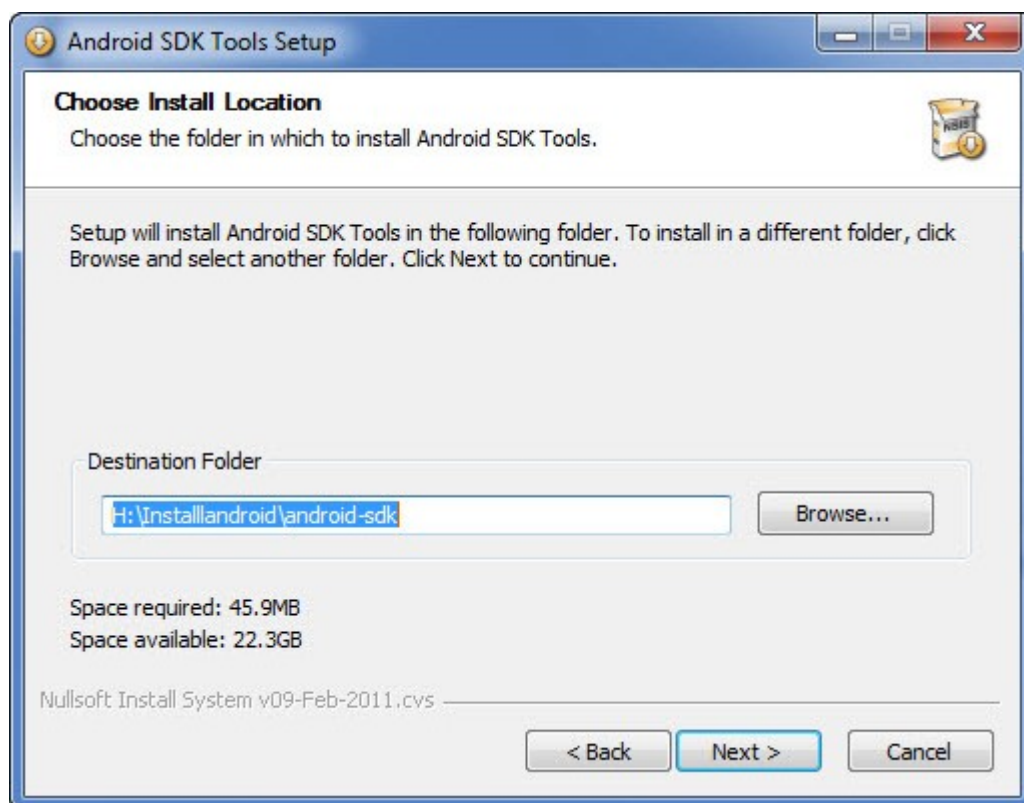 Android SDK Tools Setup
Choose Install Location
Choose the folder in which to install Android SDK Tools.
NSIS
Setup will install Android SDK Tools in the following folder. To install in a different folder, click
Browse and select another folder. Click Next to continue.
Destination Folder
H:\Installlandroid\android-sdk
Browse...
Space required: 45.9MB
Space available: 22.3GB
Nullsoft Install System v09-Feb-2011.cvs
< Back
Next >
Cancel